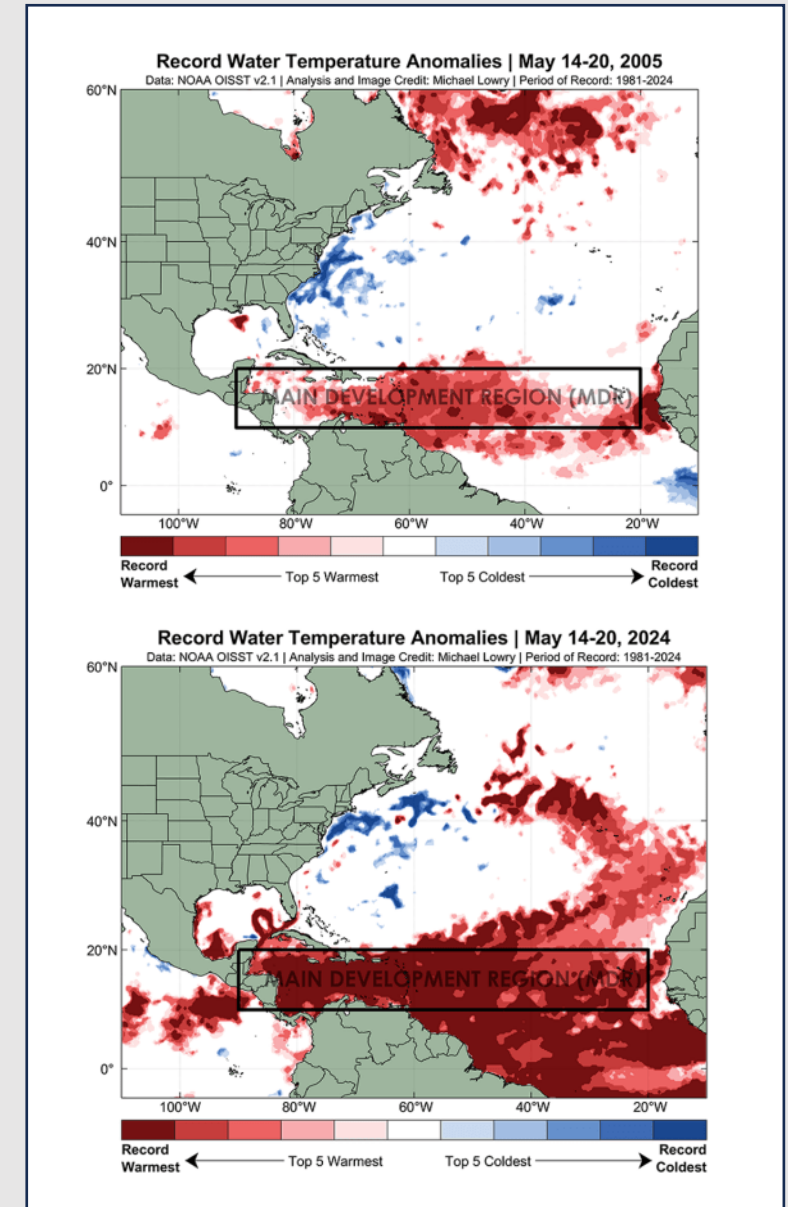 Record Water Temperature Anomalies | May 14-20, 2005
Data: NOAA OISST v2.1 | Analysis and Image Credit: Michael Lowry | Period of Record: 1981-2024
60°N
40°N
20°N
MAIN DEVELOPMENT REGION (MDR)
0°
100°W 80°W 60°W 40°W 20°W
Record Warmest
Top 5 Warmest
Top 5 Coldest
Record Coldest
Record Water Temperature Anomalies | May 14-20, 2024
Data: NOAA OISST v2.1 | Analysis and Image Credit: Michael Lowry | Period of Record: 1981-2024
60°N
40°N
20°N
MAIN DEVELOPMENT REGION (MDR)
0°
100°W 80°W 60°W 40°W 20°W
Record Warmest
Top 5 Warmest
Top 5 Coldest
Record Coldest